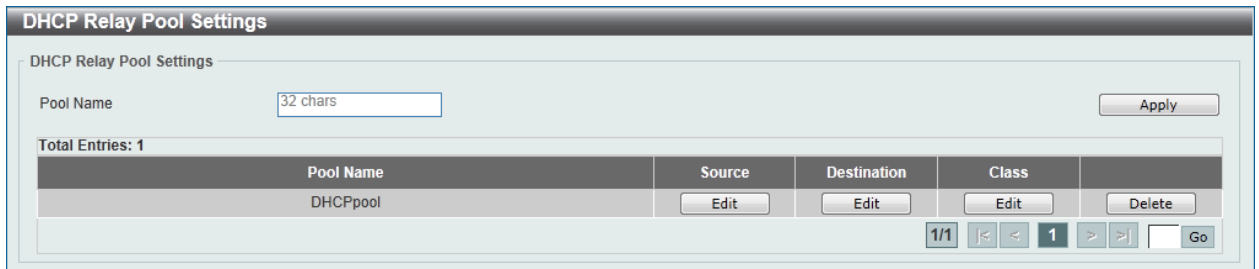 DHCP Relay Pool Settings
DHCP Relay Pool Settings
Pool Name 32 chars Apply
Total Entries: 1
Pool Name Source Destination Class
DHCPpool Edit Edit Edit Delete
1/1 |< < 1 > >| Go